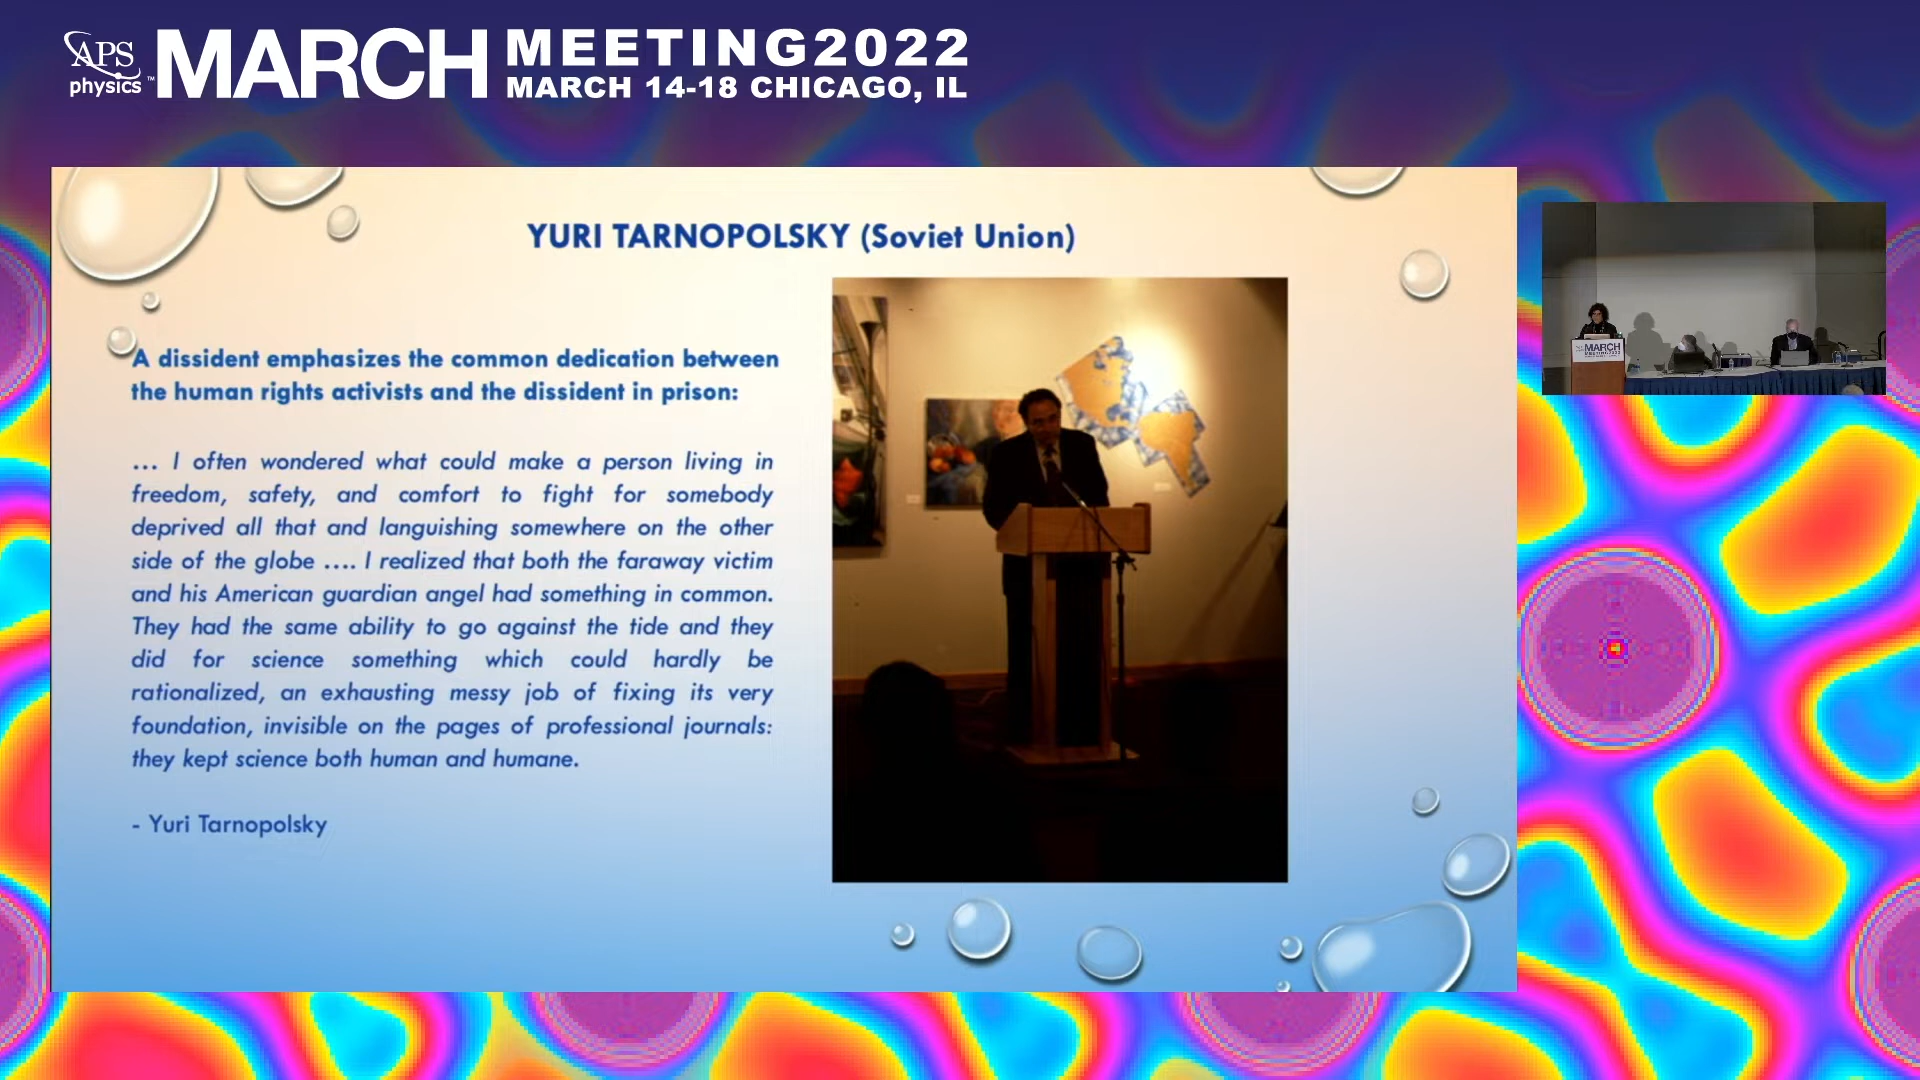 APS
physics™
MARCH
MEETING2022
MARCH 14-18 CHICAGO, IL
YURI TARNOPOLSKY (Soviet Union)
A dissident emphasizes the common dedication between
the human rights activists and the dissident in prison:
... I often wondered what could make a person living in
freedom, safety, and comfort to fight for somebody
deprived all that and languishing somewhere on the other
side of the globe .... I realized that both the faraway victim
and his American guardian angel had something in common.
They had the same ability to go against the tide and they
did for science something which could hardly be
rationalized, an exhausting messy job of fixing its very
foundation, invisible on the pages of professional journals:
they kept science both human and humane.
- Yuri Tarnopolsky
MARCH
MEETING2022